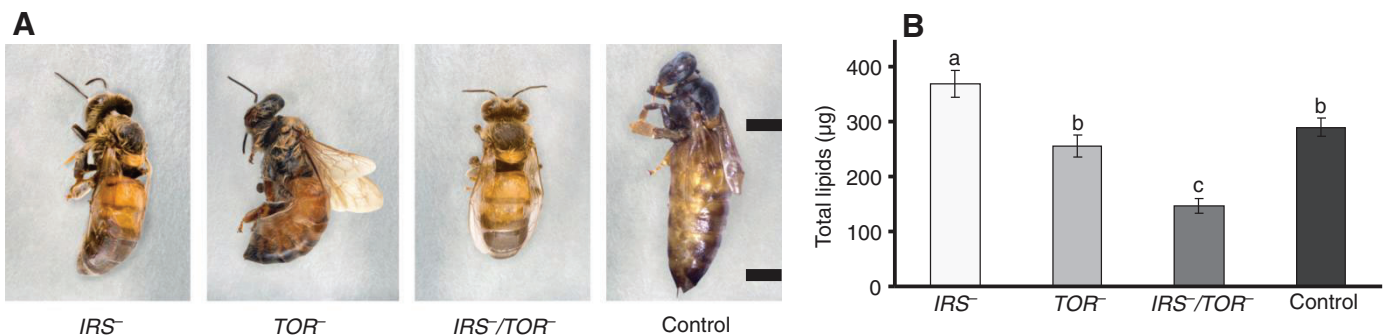 A
IRS– TOR– IRS–/TOR– Control
B
Total lipids (µg)
400
300
200
100
0
a
b
c
b
IRS– TOR– IRS–/TOR– Control